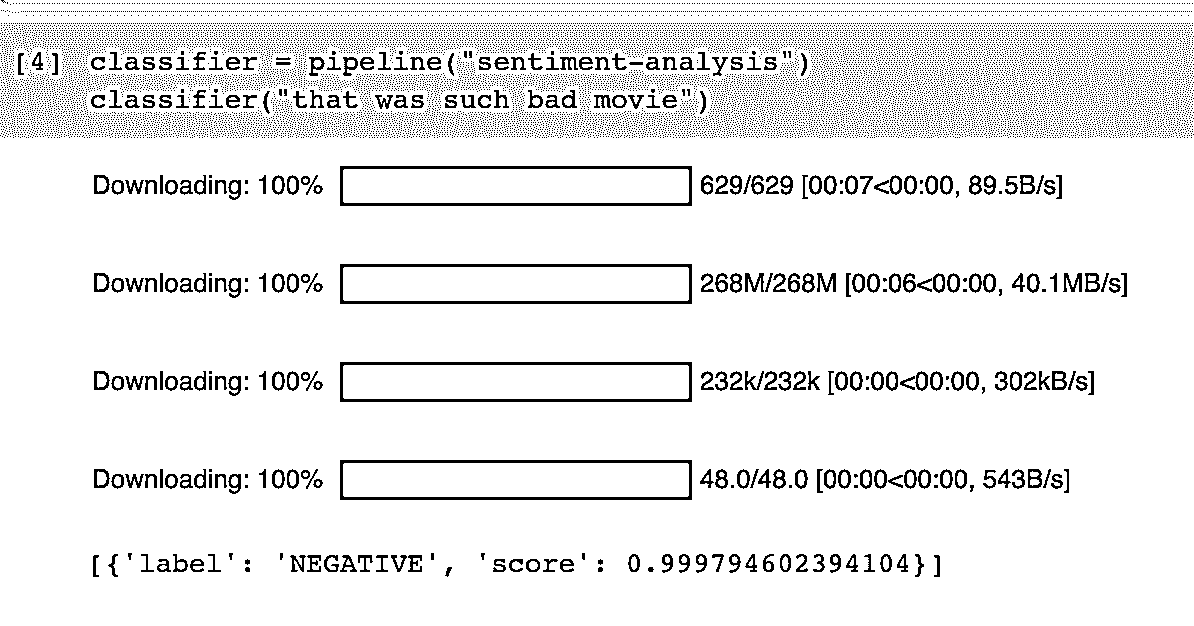 [4] classifier = pipeline("sentiment-analysis")
classifier("that was such bad movie")
Downloading: 100% 629/629 [00:07<00:00, 89.5B/s]
Downloading: 100% 268M/268M [00:06<00:00, 40.1MB/s]
Downloading: 100% 232k/232k [00:00<00:00, 302kB/s]
Downloading: 100% 48.0/48.0 [00:00<00:00, 543B/s]
[{'label': 'NEGATIVE', 'score': 0.999794602394104}]